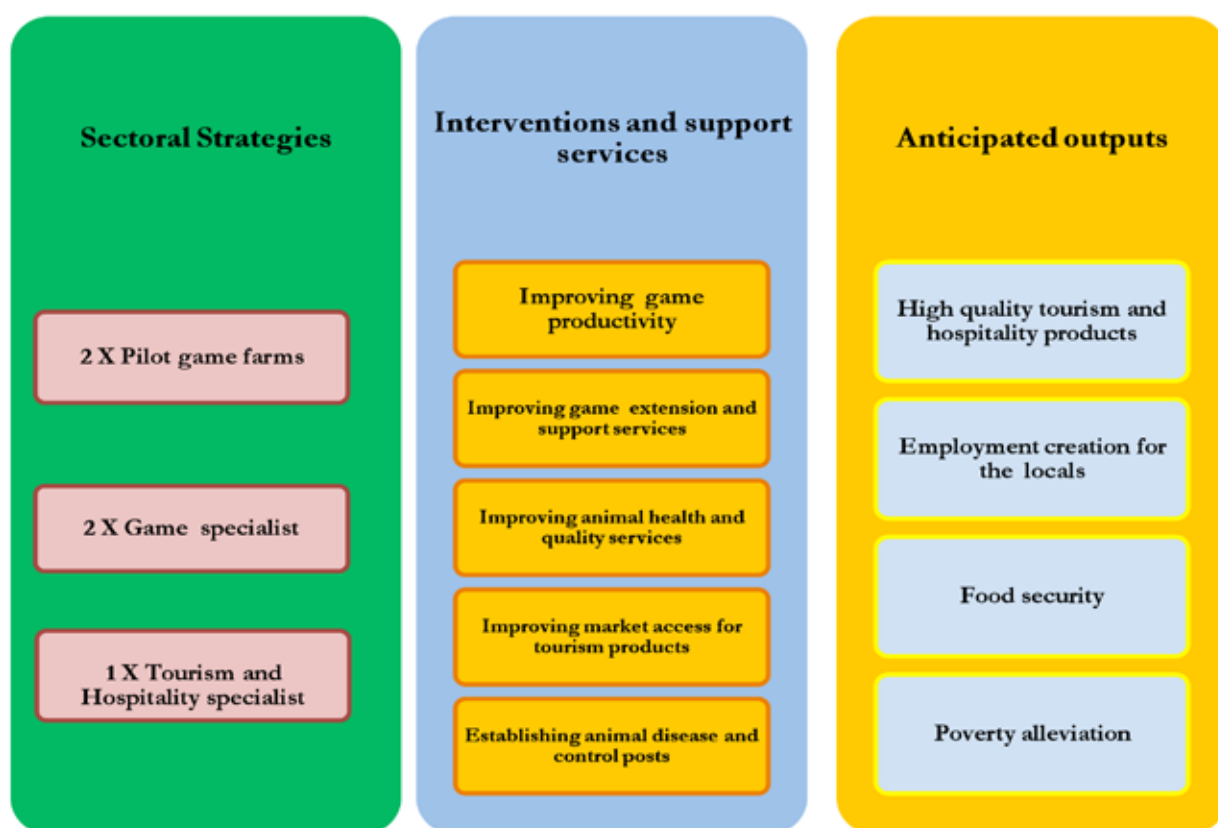 Sectoral Strategies
2 X Pilot game farms
2 X Game specialist
1 X Tourism and
Hospitality specialist
Interventions and support
services
Improving game
productivity
Improving game extension and
support services
Improving animal health and
quality services
Improving market access for
tourism products
Establishing animal disease and
control posts
Anticipated outputs
High quality tourism and
hospitality products
Employment creation for
the locals
Food security
Poverty alleviation